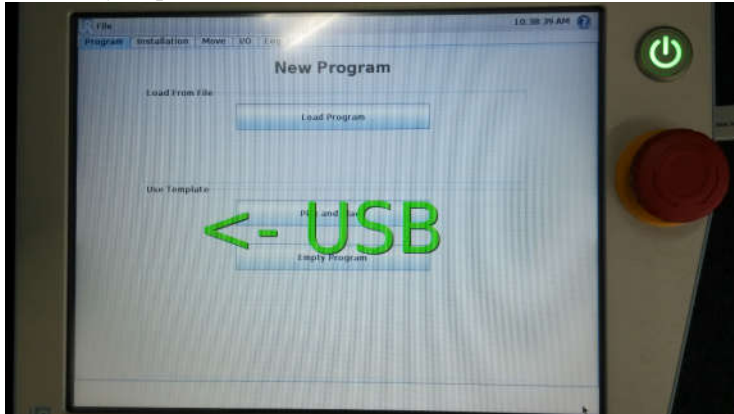 File
10:38:39 AM
Program Installation Move I/O Log
New Program
Load From File
Load Program
Use Template
<- USB
Empty Program